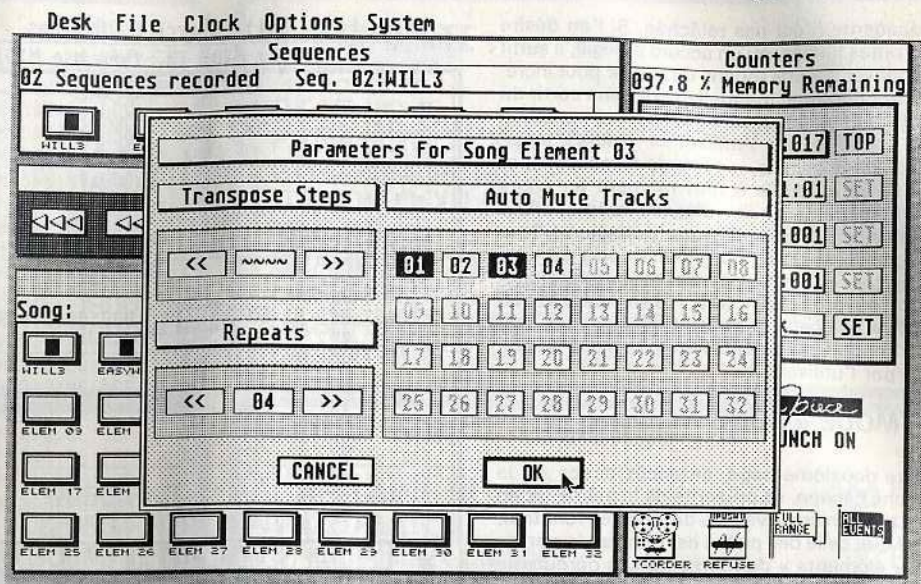 Desk File Clock Options System
Sequences
02 Sequences recorded Seq. 02:WILL3
Counters
097.8 % Memory Remaining
WILL3
:017 TOP
1:01 SET
:001 SET
:001 SET
SET
Parameters For Song Element 03
Transpose Steps
Auto Mute Tracks
<< ~~~~ >>
01 02 03 04 05 06 07 08
09 10 11 12 13 14 15 16
17 18 19 20 21 22 23 24
25 26 27 28 29 30 31 32
Repeats
<< 04 >>
CANCEL
OK
Song:
WILL3 EASYW
ELEM 09 ELEM
ELEM 17 ELEM
ELEM 25 ELEM 26 ELEM 27 ELEM 28 ELEM 29 ELEM 30 ELEM 31 ELEM 32
piece
UNCH ON
FULL RANGE
ALL EVENTS
TCORDER REFUSE